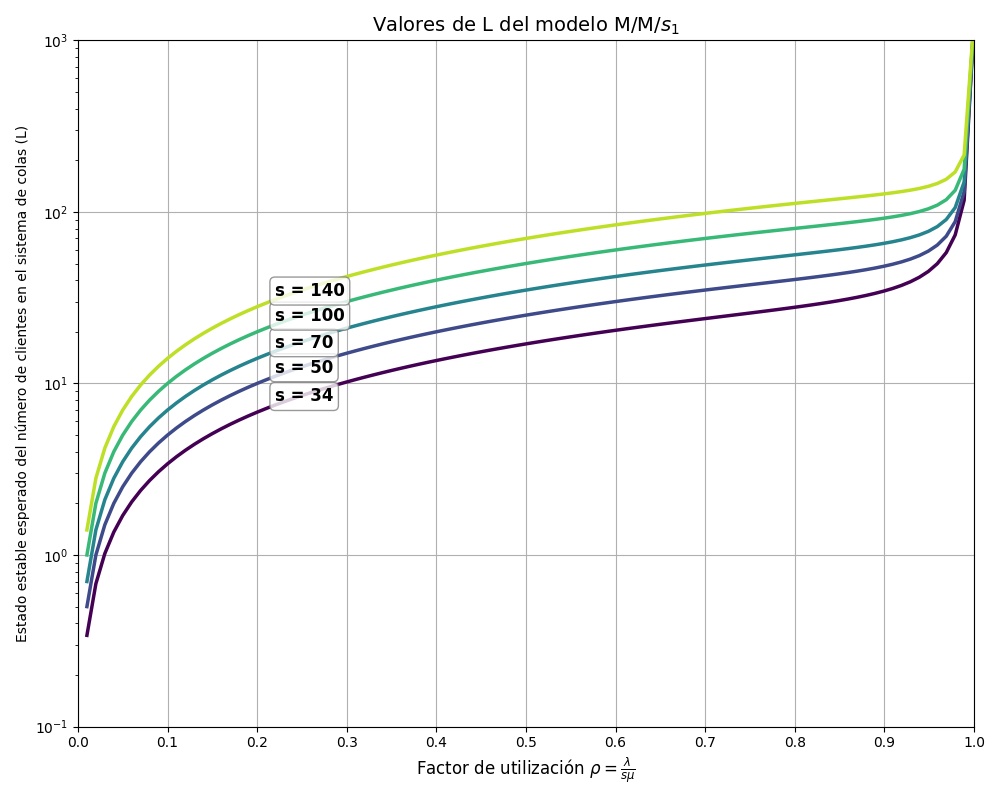 Valores de L del modelo M/M/s₁
Estado estable esperado del número de clientes en el sistema de colas (L)
10³
10²
10¹
10⁰
10⁻¹
s = 140
s = 100
s = 70
s = 50
s = 34
0.0 0.1 0.2 0.3 0.4 0.5 0.6 0.7 0.8 0.9 1.0
Factor de utilización ρ = λ/sμ